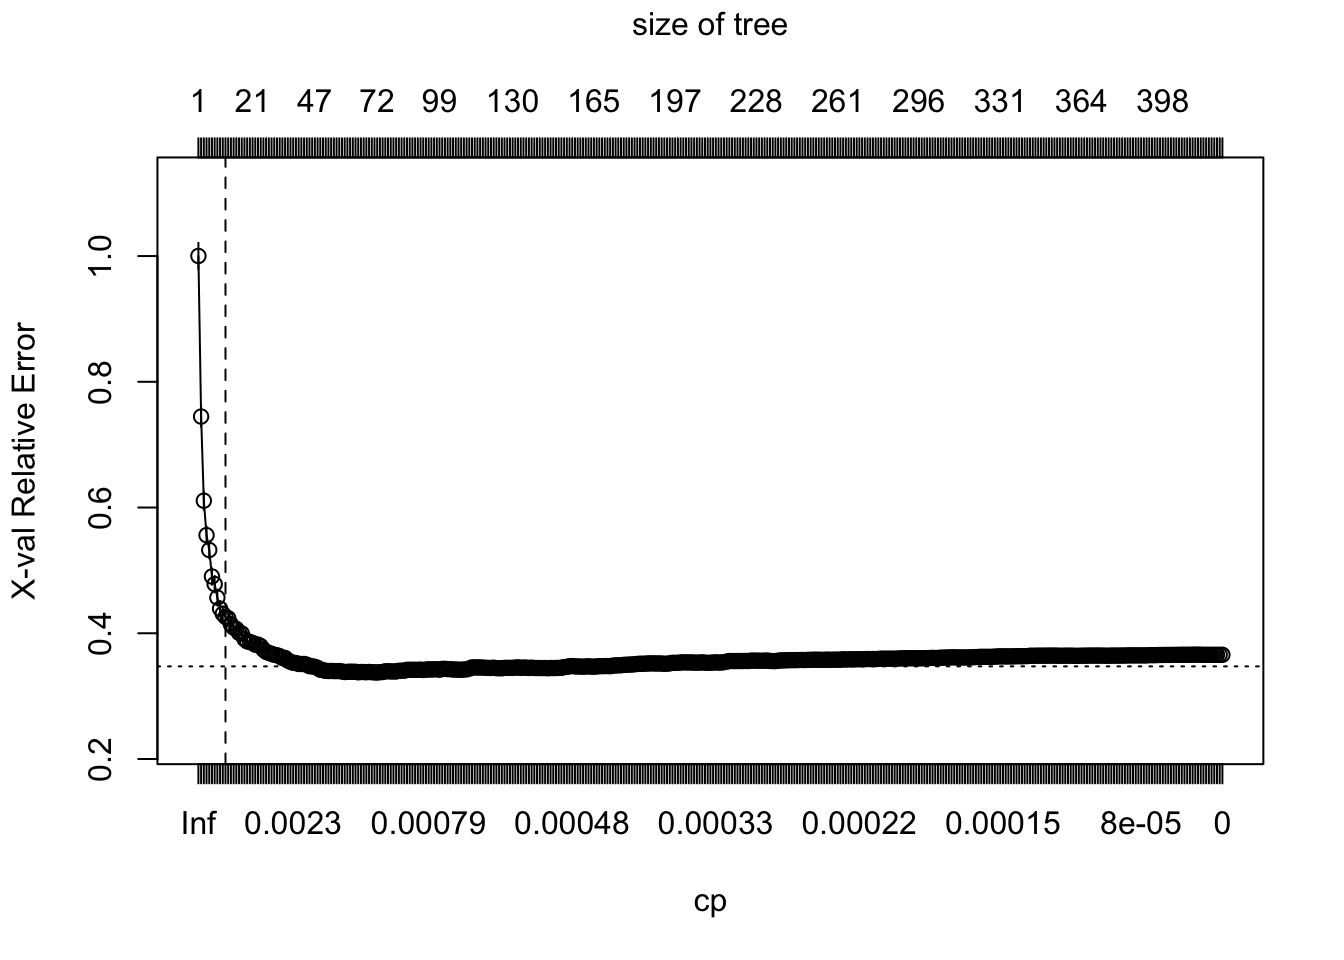 size of tree
1 21 47 72 99 130 165 197 228 261 296 331 364 398
1.0
0.8
0.6
0.4
0.2
X-val Relative Error
Inf 0.0023 0.00079 0.00048 0.00033 0.00022 0.00015 8e-05 0
cp